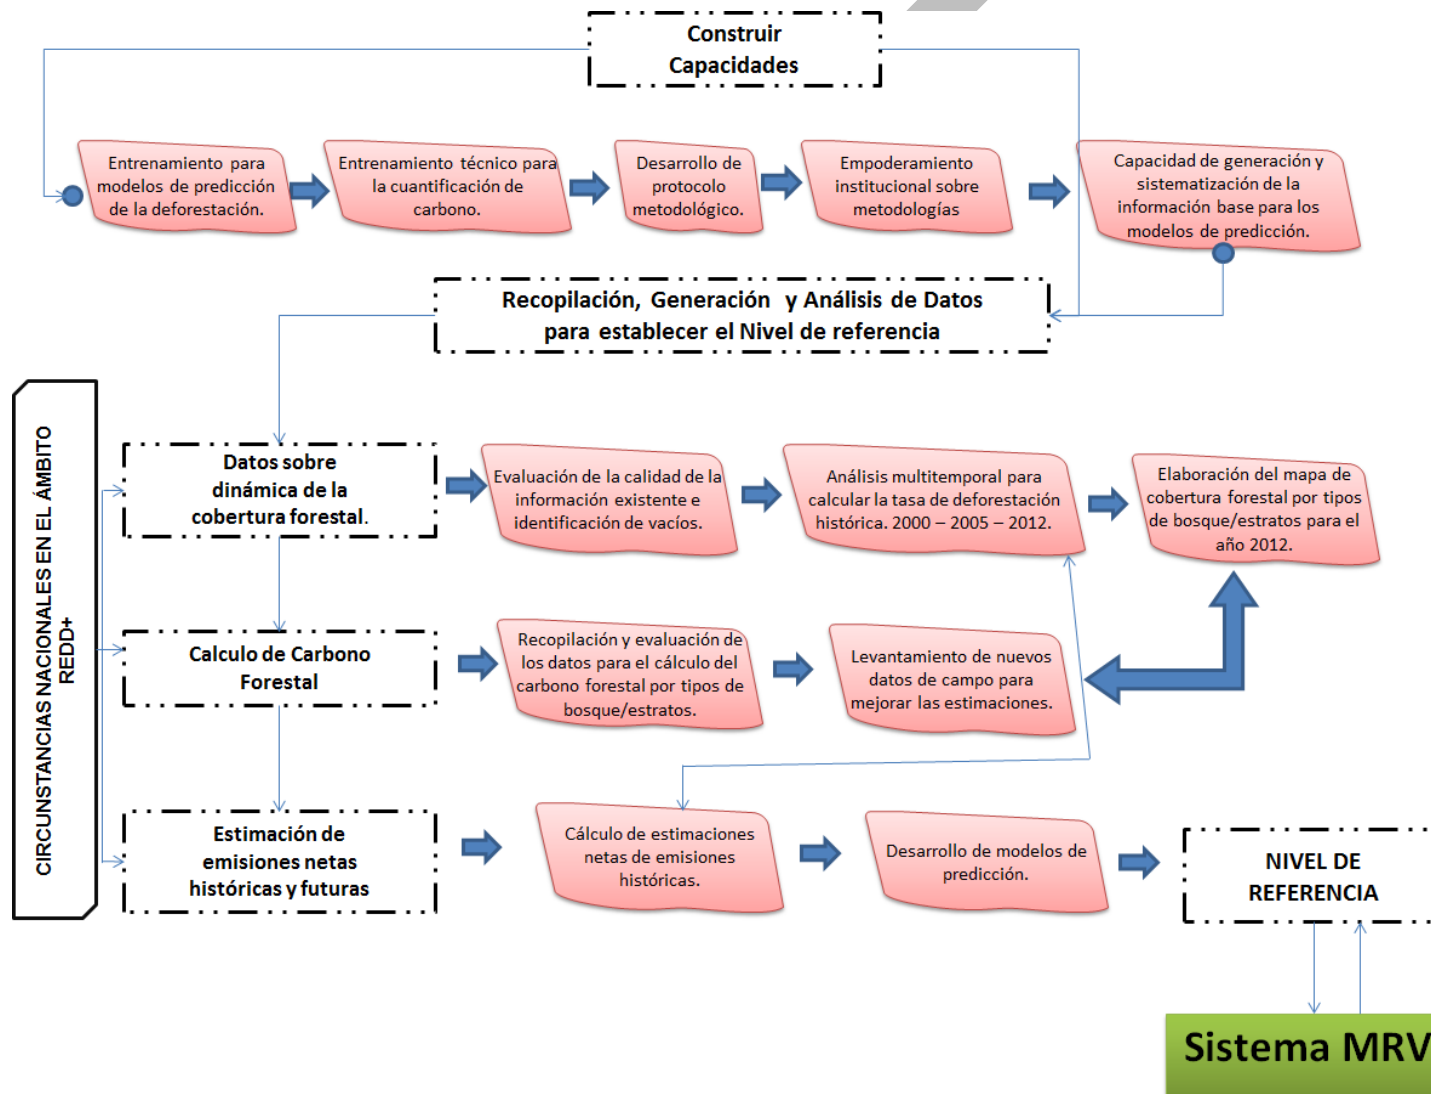 Construir
Capacidades
Entrenamiento para
modelos de predicción
de la deforestación.
Entrenamiento técnico para
la cuantificación de
carbono.
Desarrollo de
protocolo
metodológico.
Empoderamiento
institucional sobre
metodologías
Capacidad de generación y
sistematización de la
información base para los
modelos de predicción.
Recopilación, Generación y Análisis de Datos
para establecer el Nivel de referencia
CIRCUNSTANCIAS NACIONALES EN EL ÁMBITO
REDD+
Datos sobre
dinámica de la
cobertura forestal.
Evaluación de la calidad de la
información existente e
identificación de vacíos.
Análisis multitemporal para
calcular la tasa de deforestación
histórica. 2000 – 2005 – 2012.
Elaboración del mapa de
cobertura forestal por tipos
de bosque/estratos para el
año 2012.
Calculo de Carbono
Forestal
Recopilación y evaluación de
los datos para el cálculo del
carbono forestal por tipos de
bosque/estratos.
Levantamiento de nuevos
datos de campo para
mejorar las estimaciones.
Estimación de
emisiones netas
históricas y futuras
Cálculo de estimaciones
netas de emisiones
históricas.
Desarrollo de modelos de
predicción.
NIVEL DE
REFERENCIA
Sistema MRV